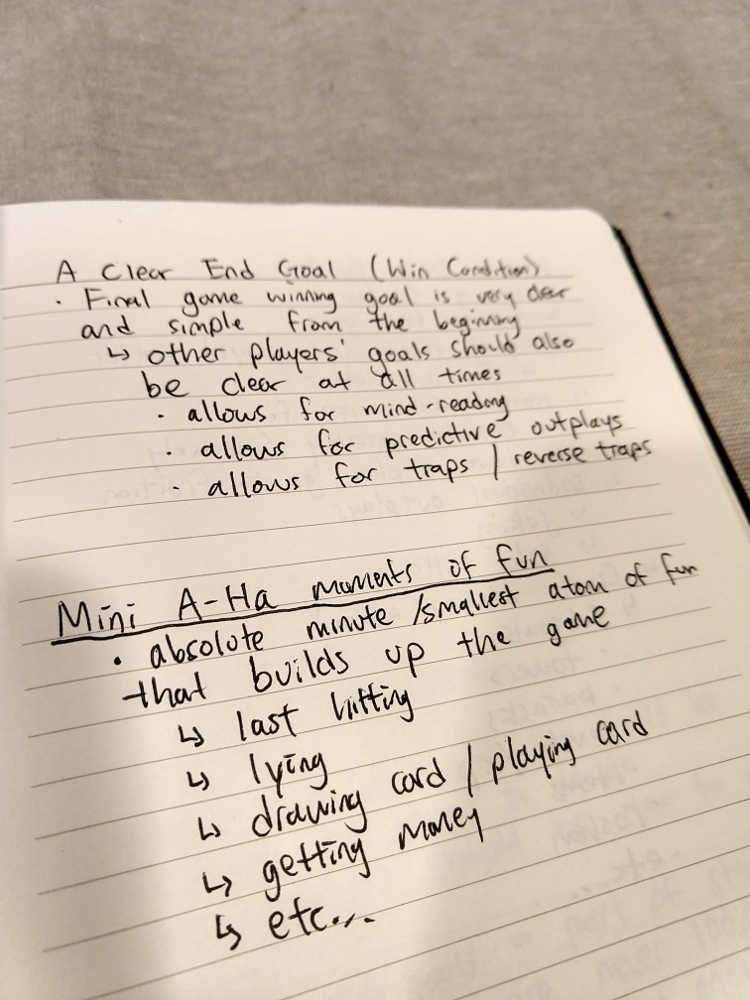 A Clear End Goal (Win Condition)
· Final game winning goal is very clear
and simple from the beginning
↳ other players' goals should also
be clear at all times
· allows for mind-reading
· allows for predictive outplays
· allows for traps / reverse traps
Mini A-Ha moments of fun
· absolute minute /smallest atom of fun
that builds up the game
↳ last hitting
↳ lying
↳ drawing card / playing card
↳ getting money
↳ etc...